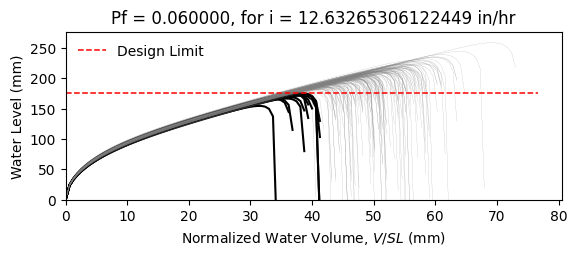 Pf = 0.060000, for i = 12.63265306122449 in/hr
Design Limit
Water Level (mm)
250
200
150
100
50
0
0 10 20 30 40 50 60 70 80
Normalized Water Volume, V/SL (mm)